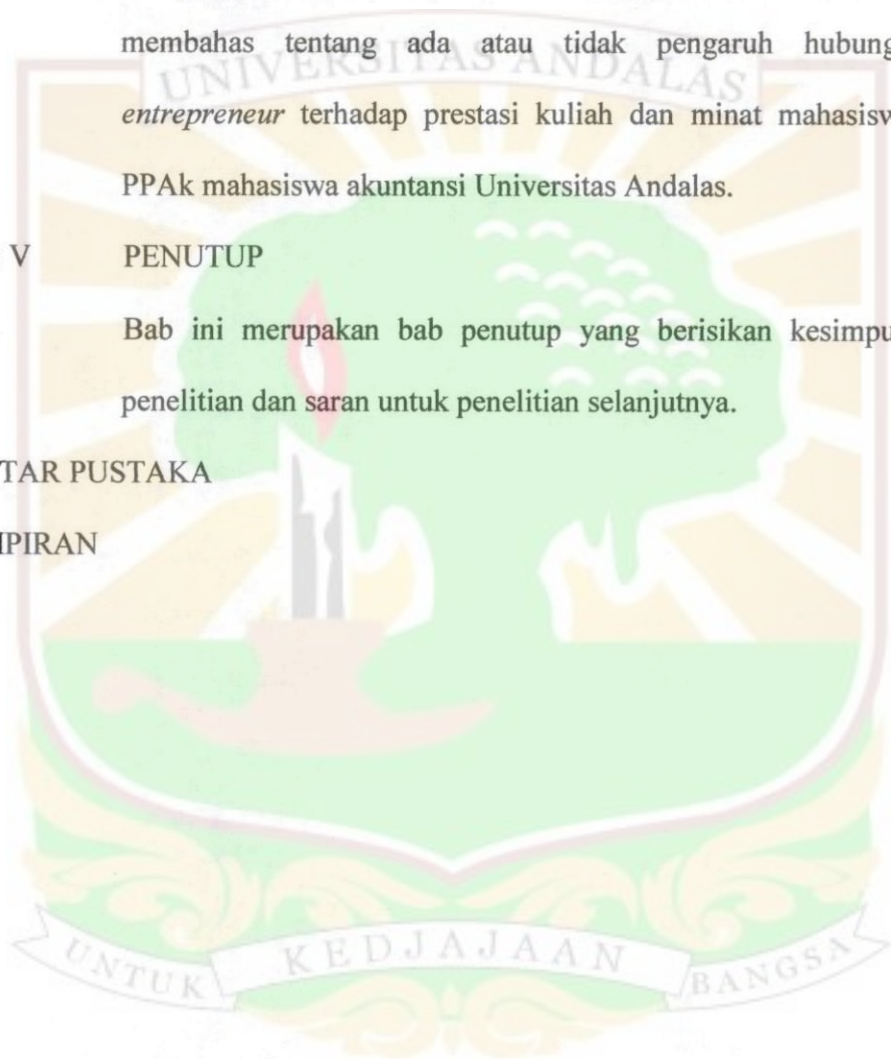 membahas tentang ada atau tidak pengaruh hubung
entrepreneur terhadap prestasi kuliah dan minat mahasisw
PPAk mahasiswa akuntansi Universitas Andalas.
V PENUTUP
Bab ini merupakan bab penutup yang berisikan kesimpu
penelitian dan saran untuk penelitian selanjutnya.
TAR PUSTAKA
IPIRAN
UNIVERSITAS ANDALAS
UNTUK KEDJAJAAN BANGSA